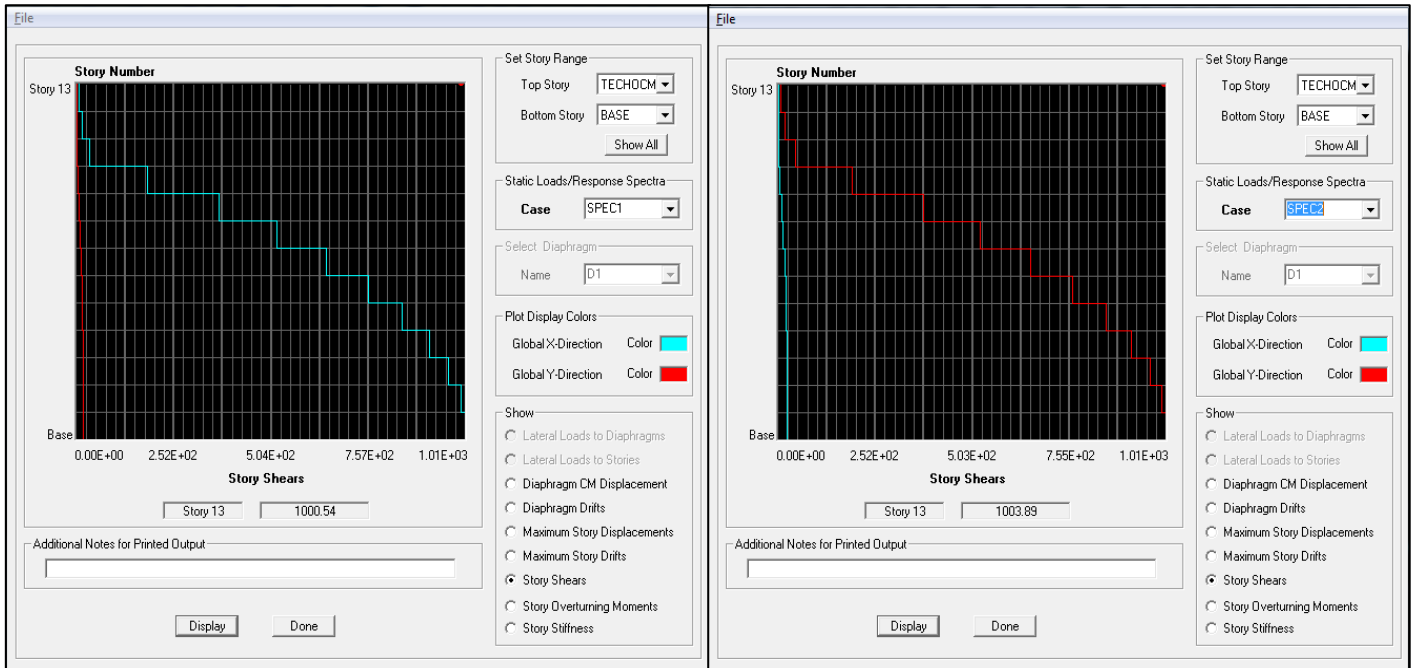 File
Story Number
Story 13
Base
0.00E+00 2.52E+02 5.04E+02 7.57E+02 1.01E+03
Story Shears
Story 13 1000.54
Additional Notes for Printed Output
Display Done
Set Story Range
Top Story TECHOCM
Bottom Story BASE
Show All
Static Loads/Response Spectra
Case SPEC1
Select Diaphragm
Name D1
Plot Display Colors
Global X-Direction Color
Global Y-Direction Color
Show
Lateral Loads to Diaphragms
Lateral Loads to Stories
Diaphragm CM Displacement
Diaphragm Drifts
Maximum Story Displacements
Maximum Story Drifts
Story Shears
Story Overturning Moments
Story Stiffness
File
Story Number
Story 13
Base
0.00E+00 2.52E+02 5.03E+02 7.55E+02 1.01E+03
Story Shears
Story 13 1003.89
Additional Notes for Printed Output
Display Done
Set Story Range
Top Story TECHOCM
Bottom Story BASE
Show All
Static Loads/Response Spectra
Case SPEC2
Select Diaphragm
Name D1
Plot Display Colors
Global X-Direction Color
Global Y-Direction Color
Show
Lateral Loads to Diaphragms
Lateral Loads to Stories
Diaphragm CM Displacement
Diaphragm Drifts
Maximum Story Displacements
Maximum Story Drifts
Story Shears
Story Overturning Moments
Story Stiffness